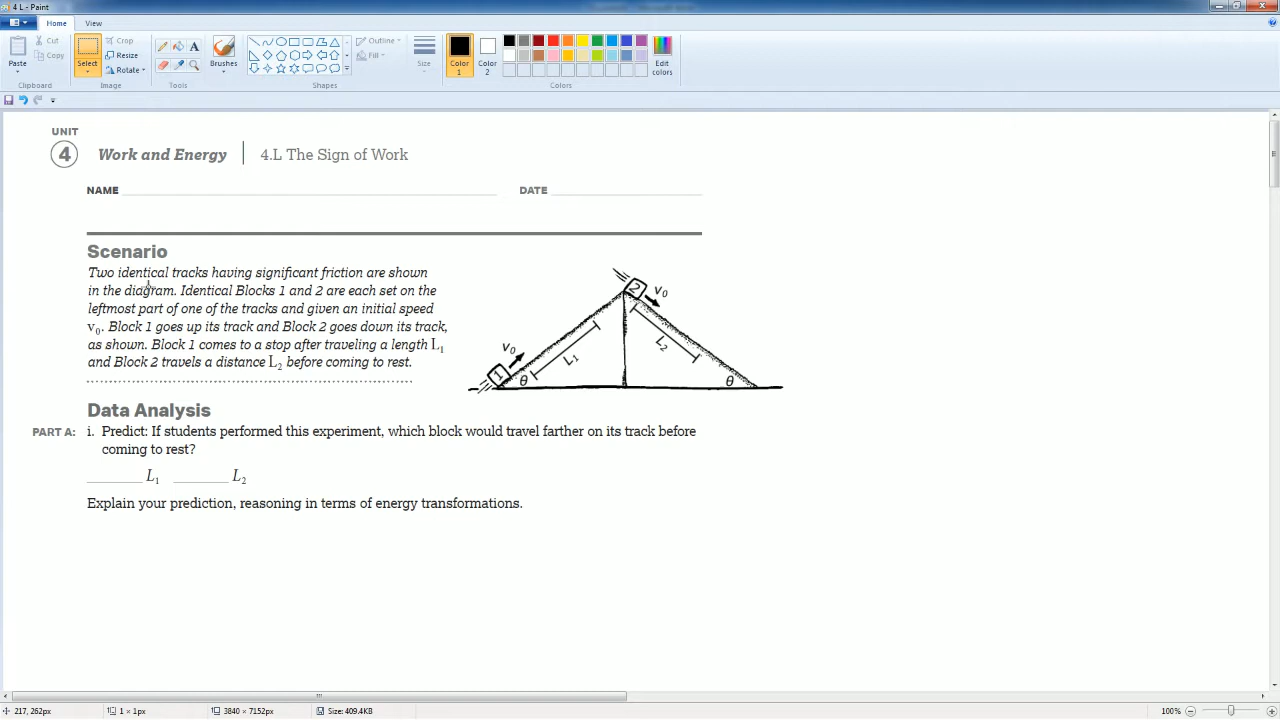 4 L - Paint
Home
View
Paste
Cut
Copy
Clipboard
Select
Crop
Resize
Rotate
Image
Tools
Brushes
Shapes
Outline
Fill
Size
Color 1
Color 2
Edit colors
Colors
UNIT
4
Work and Energy
4.L The Sign of Work
NAME
DATE
Scenario
Two identical tracks having significant friction are shown
in the diagram. Identical Blocks 1 and 2 are each set on the
leftmost part of one of the tracks and given an initial speed
v₀. Block 1 goes up its track and Block 2 goes down its track,
as shown. Block 1 comes to a stop after traveling a length L₁
and Block 2 travels a distance L₂ before coming to rest.
2
v₀
L₂
v₀
L₁
1
θ
θ
Data Analysis
PART A: i. Predict: If students performed this experiment, which block would travel farther on its track before
coming to rest?
L₁ L₂
Explain your prediction, reasoning in terms of energy transformations.
217, 262px
1 × 1px
3840 × 7152px
Size: 409.4KB
100%